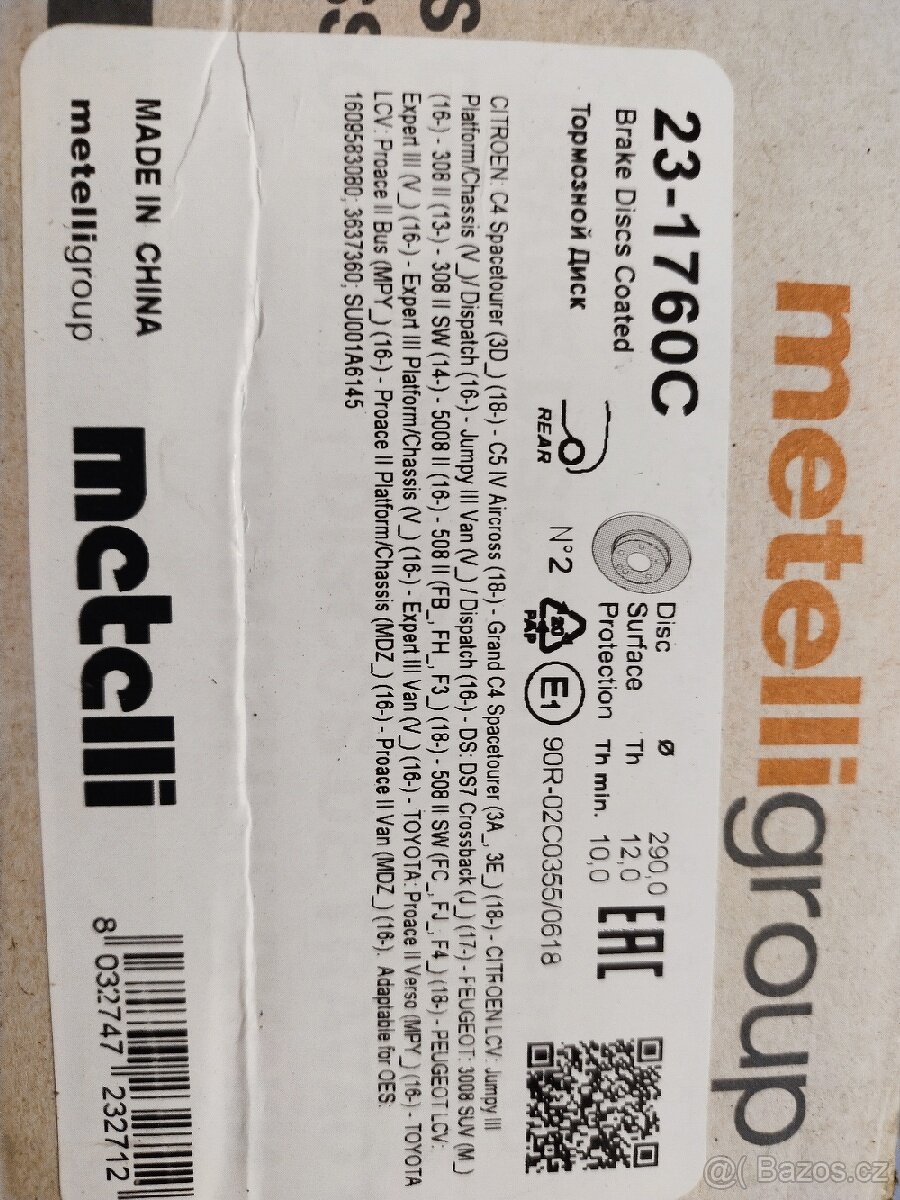 metelligroup
23-1760C
Brake Discs Coated
Тормозной Диск
REAR
N°2
Disc
Surface
Protection
Ø 290,0
Th 12,0
Th min. 10,0
EAC
20
PAP
E1
90R-02C0355/0618
CITROEN: C4 Spacetourer (3D_) (18-) - C5 IV Aircross (18-) - Grand C4 Spacetourer (3A_, 3E_) (18-) - CITROEN LCV: Jumpy III
Platform/Chassis (V_)/ Dispatch (16-) - Jumpy III Van (V_) / Dispatch (16-) - DS: DS7 Crossback (J_) (17-) - PEUGEOT: 3008 SUV (M_)
(16-) - 308 II (13-) - 308 II SW (14-) - 5008 II (16-) - 508 II (FB_, FH_, F3_) (18-) - 508 II SW (FC_, FJ_, F4_) (18-) - PEUGEOT LCV:
Expert III (V_) (16-) - Expert III Platform/Chassis (V_) (16-) - Expert III Van (V_) (16-) - TOYOTA: Proace II Verso (MPY_) (16-) - TOYOTA
LCV: Proace II Bus (MPY_) (16-) - Proace II Platform/Chassis (MDZ_) (16-) - Proace II Van (MDZ_) (16-). Adaptable for OES:
1609583080; 3637360; SU001A6145
MADE IN CHINA
metelligroup
metelli
8 032747 232712
@( Bazos.cz